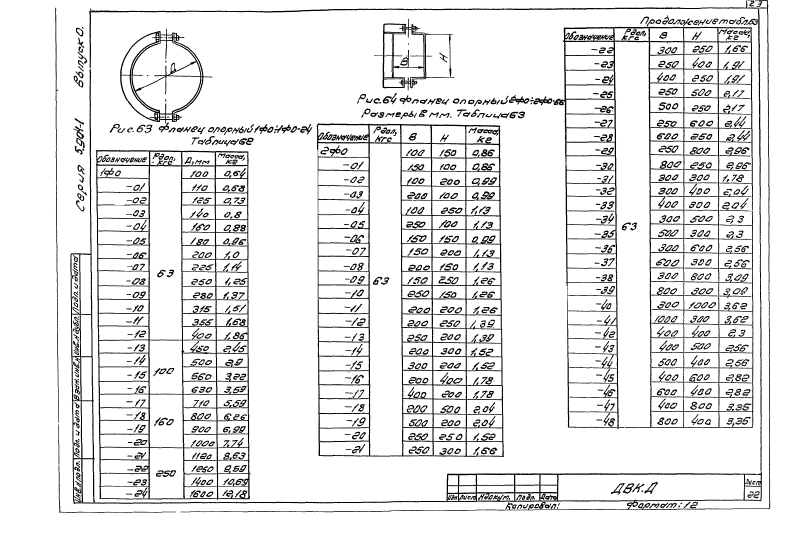 23
Серия 5.904-1 Выпуск 0.
Рис. 63 Фланец опорный 1Ф0÷1Ф0-24
Таблица 62
Обозначение Рдоп, кгс Д, мм Масса, кг
1Ф0 63 100 0,64
-01 110 0,68
-02 125 0,73
-03 140 0,8
-04 160 0,88
-05 180 0,96
-06 200 1,0
-07 225 1,14
-08 250 1,25
-09 280 1,37
-10 315 1,51
-11 355 1,68
-12 400 1,86
-13 100 450 2,45
-14 500 2,9
-15 560 3,22
-16 630 3,59
-17 160 710 5,59
-18 800 6,26
-19 900 6,99
-20 1000 7,74
-21 250 1120 8,63
-22 1250 9,59
-23 1400 10,69
-24 1600 12,18
Рис. 64 Фланец опорный 2Ф0÷2Ф0-
Размеры в мм. Таблица 63
Обозначение Рдоп, кгс В Н Масса, кг
2Ф0 63 100 150 0,86
-01 150 100 0,86
-02 100 200 0,99
-03 200 100 0,99
-04 100 250 1,13
-05 250 100 1,13
-06 150 150 0,99
-07 150 200 1,13
-08 200 150 1,13
-09 150 250 1,26
-10 250 150 1,26
-11 200 200 1,26
-12 200 250 1,39
-13 250 200 1,39
-14 200 300 1,52
-15 300 200 1,52
-16 200 400 1,78
-17 400 200 1,78
-18 200 500 2,04
-19 500 200 2,04
-20 250 250 1,52
-21 250 300 1,66
Продолжение табл. 63
Обозначение Рдоп, кгс В Н Масса, кг
-22 63 300 250 1,66
-23 250 400 1,91
-24 400 250 1,91
-25 250 500 2,17
-26 500 250 2,17
-27 250 600 2,44
-28 600 250 2,44
-29 250 800 2,96
-30 800 250 2,96
-31 300 300 1,78
-32 300 400 2,04
-33 400 300 2,04
-34 300 500 2,3
-35 500 300 2,3
-36 300 600 2,56
-37 600 300 2,56
-38 300 800 3,09
-39 800 300 3,09
-40 300 1000 3,62
-41 1000 300 3,62
-42 400 400 2,3
-43 400 500 2,56
-44 500 400 2,56
-45 400 600 2,82
-46 600 400 2,82
-47 400 800 3,35
-48 800 400 3,35
Д
В
Н
Инв.№подл. Подп. и дата Взам.инв.№ Инв.№дубл. Подп. и дата
Изм Лист № докум. Подп. Дата
ДВК.Д
Лист
22
Копировал:
Формат: 12